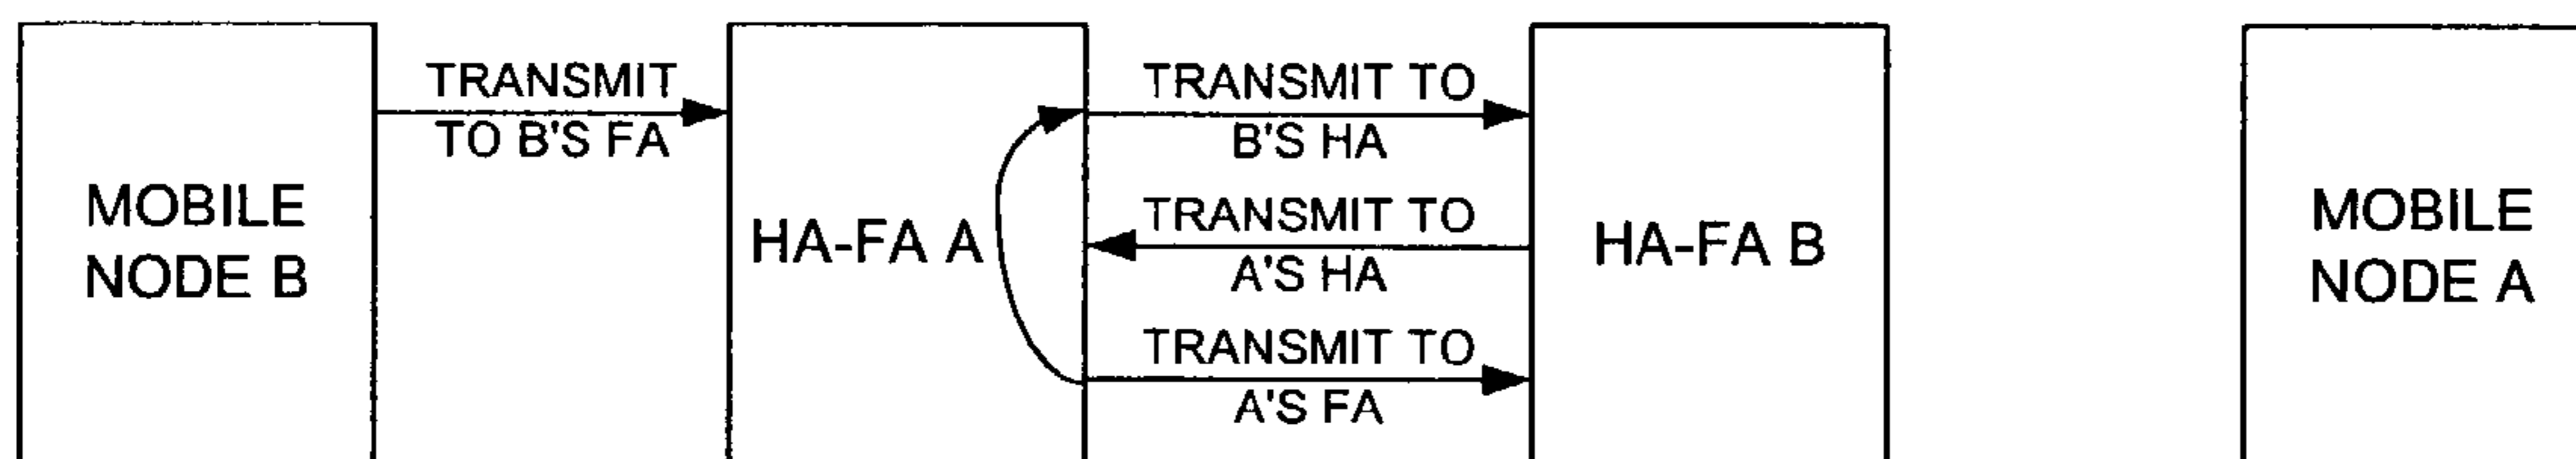 MOBILE
NODE B
TRANSMIT
TO B'S FA
HA-FA A
TRANSMIT TO
B'S HA
TRANSMIT TO
A'S HA
TRANSMIT TO
A'S FA
HA-FA B
MOBILE
NODE A